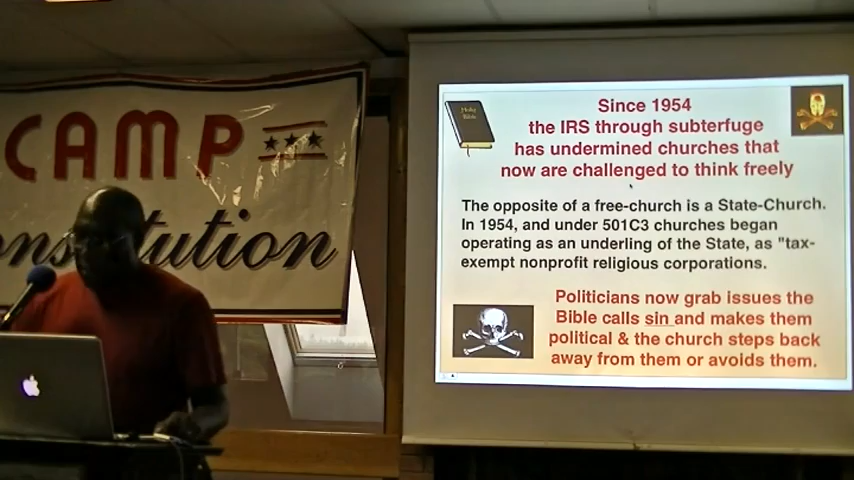 CAMP
onstitution
Holy
Bible
Since 1954
the IRS through subterfuge
has undermined churches that
now are challenged to think freely
The opposite of a free-church is a State-Church.
In 1954, and under 501C3 churches began
operating as an underling of the State, as "tax-
exempt nonprofit religious corporations.
Politicians now grab issues the
Bible calls sin and makes them
political & the church steps back
away from them or avoids them.